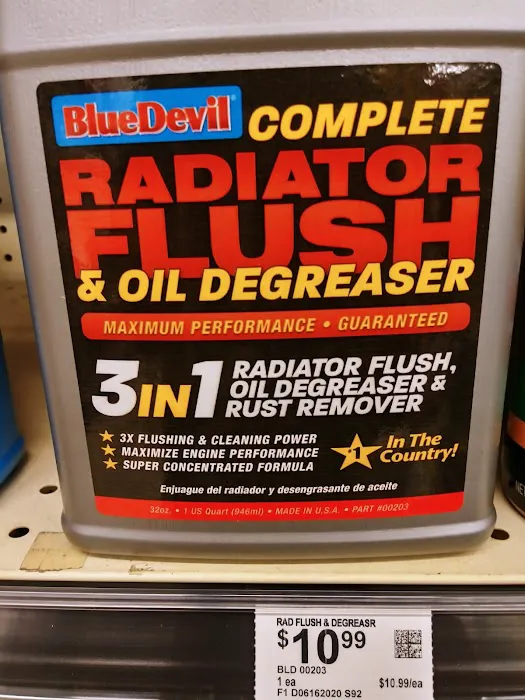 BlueDevil® COMPLETE
RADIATOR
FLUSH
& OIL DEGREASER
MAXIMUM PERFORMANCE • GUARANTEED
3 IN 1
RADIATOR FLUSH,
OIL DEGREASER &
RUST REMOVER
3X FLUSHING & CLEANING POWER
MAXIMIZE ENGINE PERFORMANCE
SUPER CONCENTRATED FORMULA
#1 In The
Country!
Enjuague del radiador y desengrasante de aceite
32oz. • 1 US Quart (946ml) • MADE IN U.S.A. • PART #00203
RAD FLUSH & DEGREASR
$10.99
BLD 00203
1 ea $10.99/ea
F1 D06162020 S92